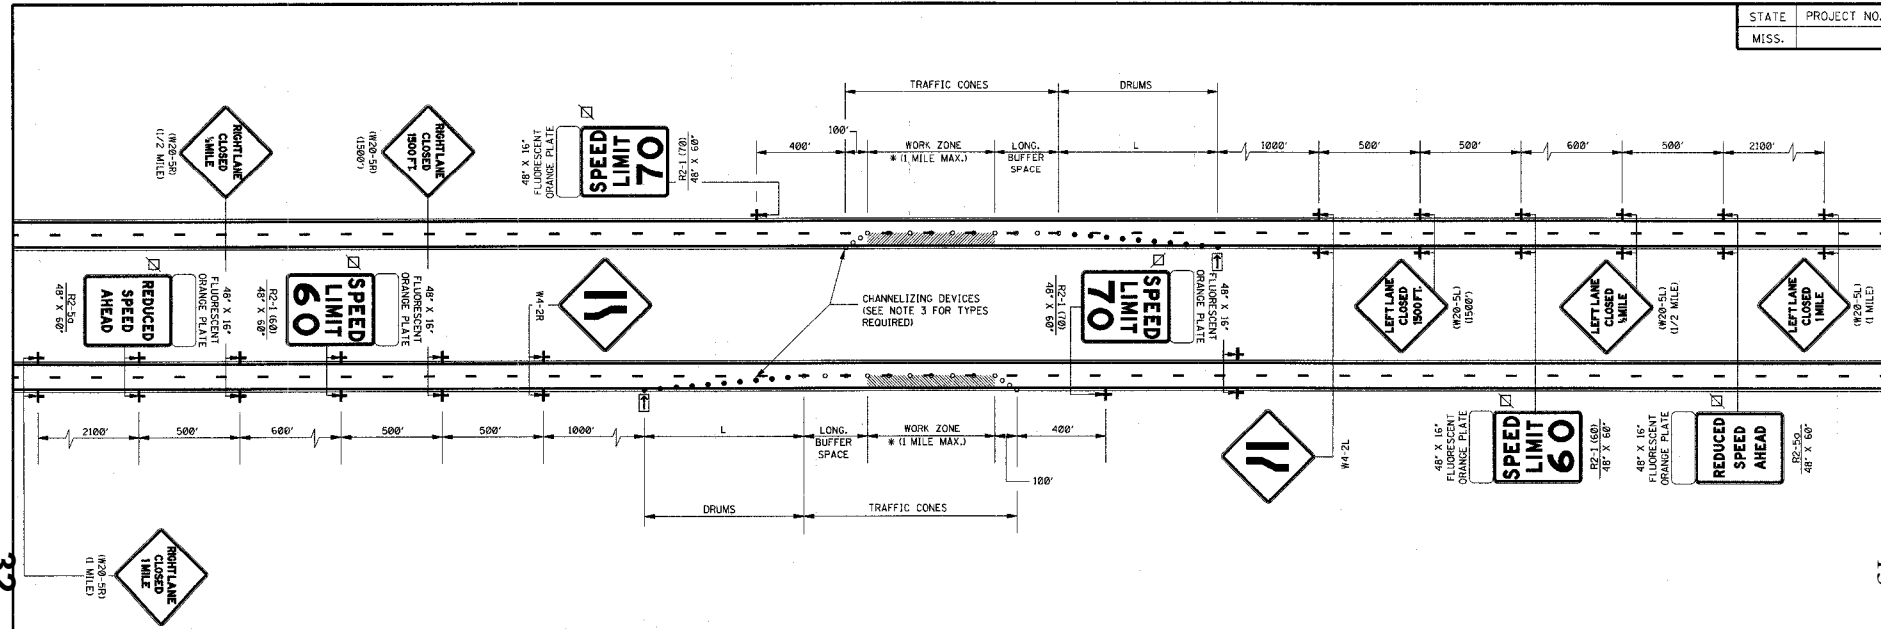 STATE PROJECT NO.
MISS.
TRAFFIC CONES
DRUMS
400'
100'
WORK ZONE
* (1 MILE MAX.)
LONG.
BUFFER
SPACE
L
1000'
500'
500'
600'
500'
2100'
RIGHT LANE
CLOSED
½ MILE
(W20-5R)
(1/2 MILE)
RIGHT LANE
CLOSED
1500 FT.
(W20-5R)
(1500')
48" X 16"
FLUORESCENT
ORANGE PLATE
SPEED
LIMIT
70
R2-1 (70)
48" X 60"
REDUCED
SPEED
AHEAD
R2-5a
48" X 60"
48" X 16"
FLUORESCENT
ORANGE PLATE
SPEED
LIMIT
60
R2-1 (60)
48" X 60"
48" X 16"
FLUORESCENT
ORANGE PLATE
W4-2R
CHANNELIZING DEVICES
(SEE NOTE 3 FOR TYPES
REQUIRED)
SPEED
LIMIT
70
R2-1 (70)
48" X 60"
48" X 16"
FLUORESCENT
ORANGE PLATE
LEFT LANE
CLOSED
1500 FT.
(W20-5L)
(1500')
LEFT LANE
CLOSED
½ MILE
(W20-5L)
(1/2 MILE)
LEFT LANE
CLOSED
1 MILE
(W20-5L)
(1 MILE)
2100'
500'
600'
500'
500'
1000'
L
LONG.
BUFFER
SPACE
WORK ZONE
* (1 MILE MAX.)
400'
100'
DRUMS
TRAFFIC CONES
W4-2L
48" X 16"
FLUORESCENT
ORANGE PLATE
SPEED
LIMIT
60
R2-1 (60)
48" X 60"
48" X 16"
FLUORESCENT
ORANGE PLATE
REDUCED
SPEED
AHEAD
R2-5a
48" X 60"
RIGHT LANE
CLOSED
1 MILE
(W20-5R)
(1 MILE)